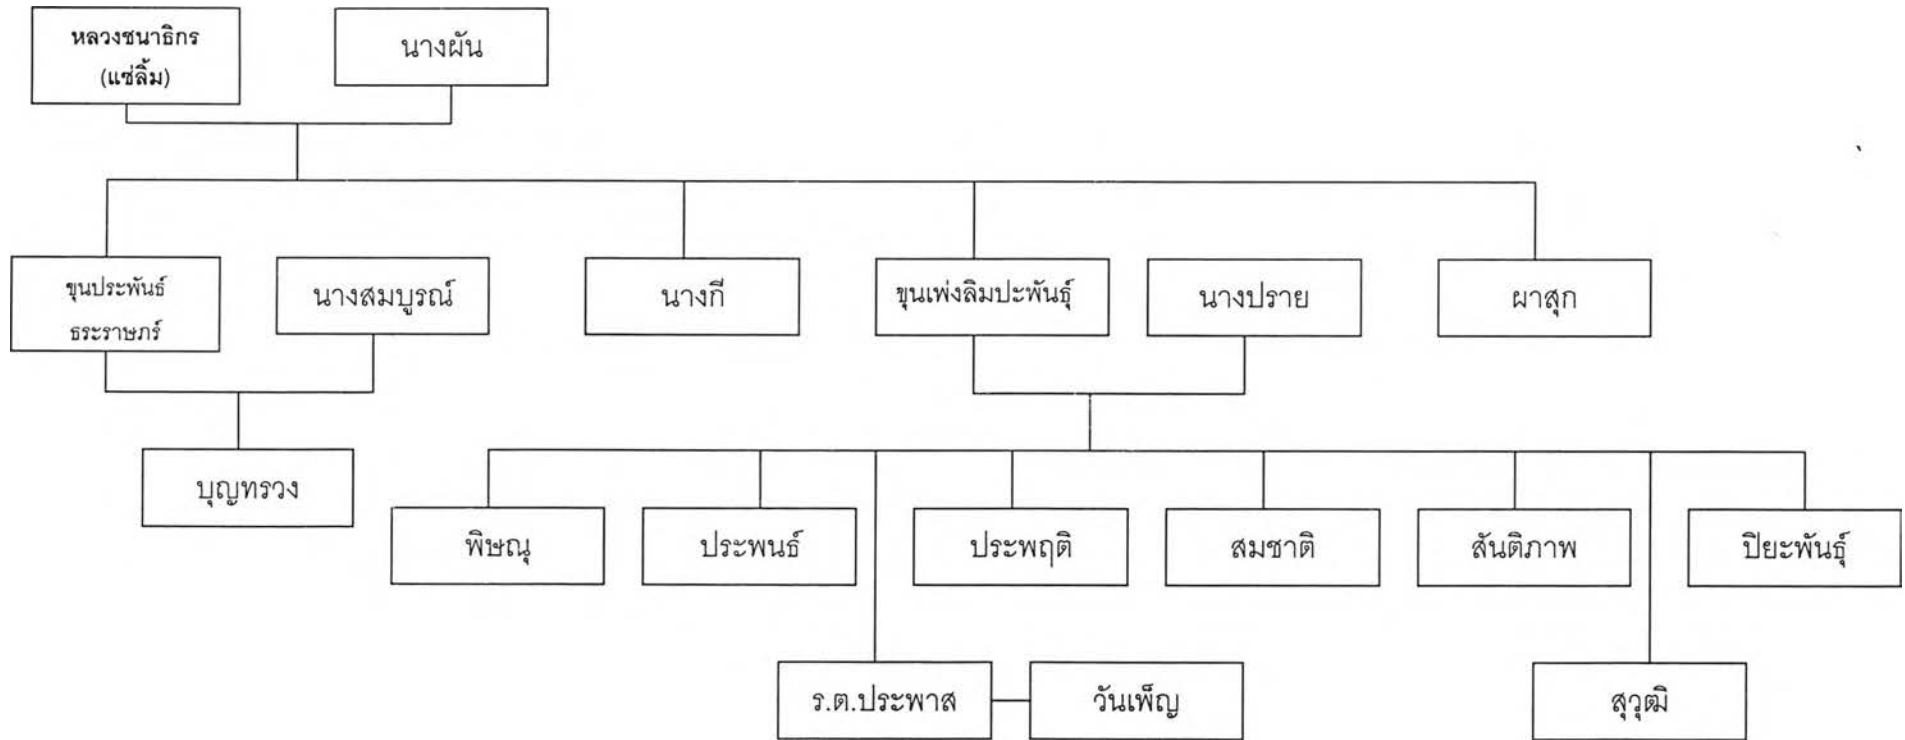 หลวงชนาธิกร
(แซ่ลิ้ม)
นางผัน
ขุนประพันธ์
ธระราษภร์
นางสมบูรณ์
นางกี
ขุนเพ่งลิมปะพันธุ์
นางปราย
ผาสุก
บุญทรวง
พิษณุ
ประพนธ์
ประพฤติ
สมชาติ
สันติภาพ
ปิยะพันธุ์
ร.ต.ประพาส
วันเพ็ญ
สุวุฒิ